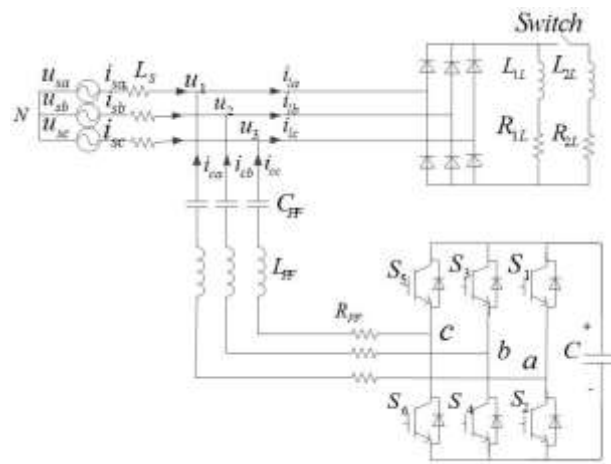 Switch
u_sa i_sa L_S u_1 i_la
u_sb i_sb u_2 i_lb
N
u_sc i_sc u_3 i_lc
L_1L L_2L
R_1L R_2L
i_ca i_cb i_cc
C_PF
L_PF
R_PF
S_5 S_3 S_1
c b a C
+
-
S_6 S_4 S_2